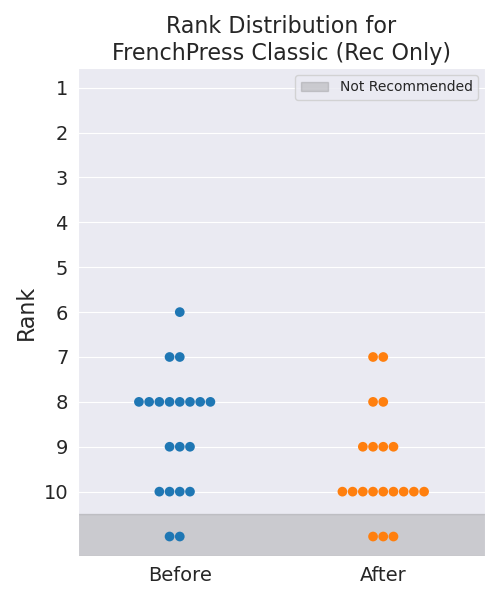 Rank Distribution for
FrenchPress Classic (Rec Only)
Not Recommended
1
2
3
4
5
6
7
8
9
10
Rank
Before
After